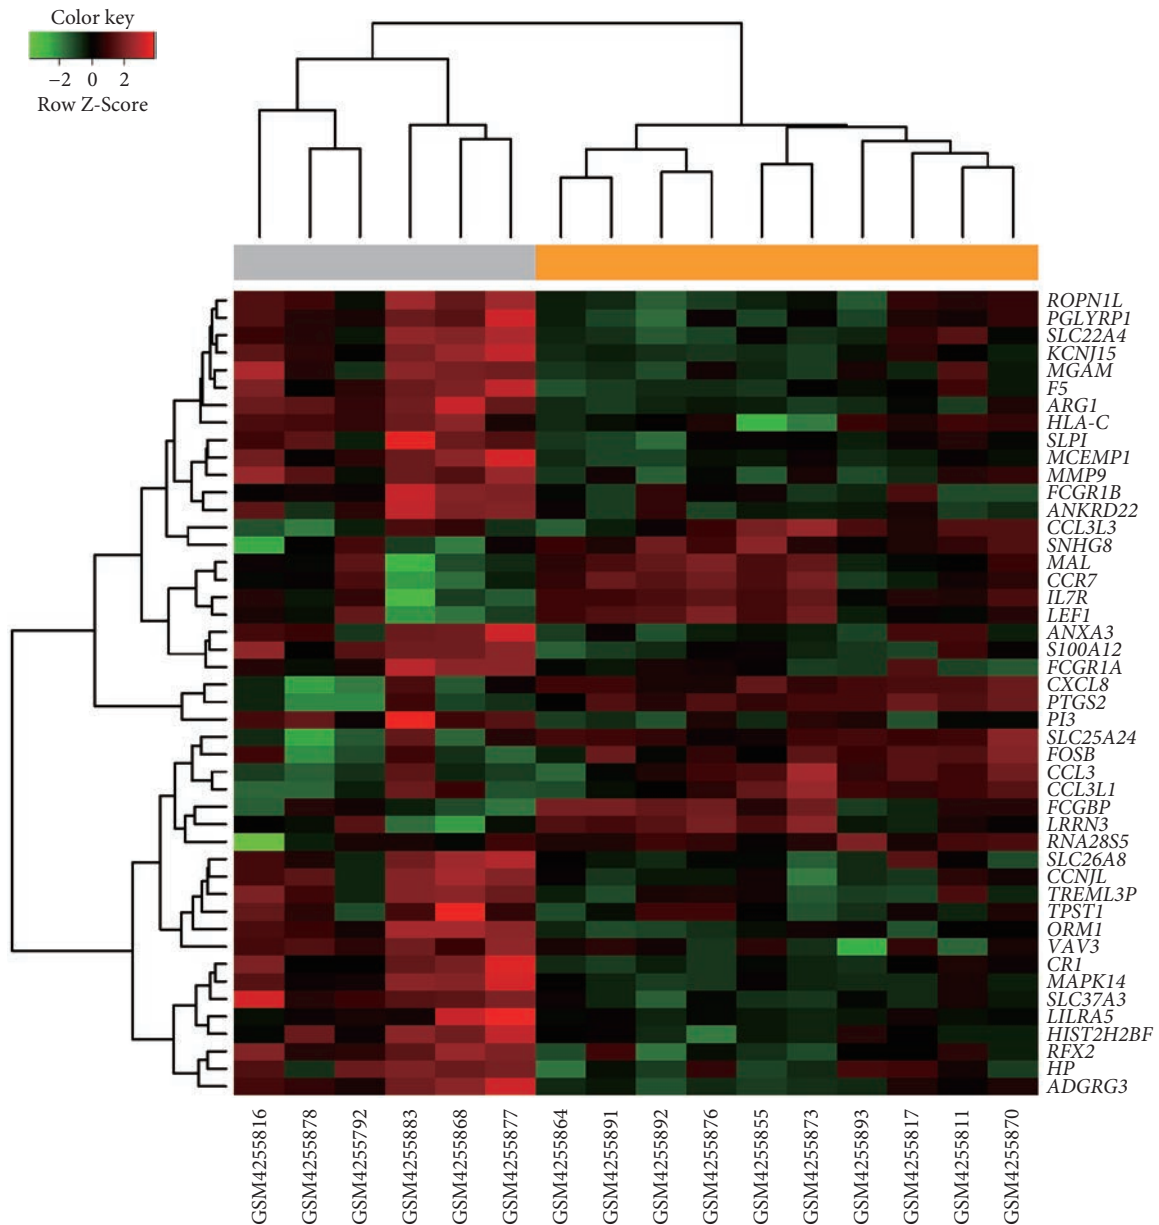 Color key
−2 0 2
Row Z-Score
ROPN1L
PGLYRP1
SLC22A4
KCNJ15
MGAM
F5
ARG1
HLA-C
SLPI
MCEMP1
MMP9
FCGR1B
ANKRD22
CCL3L3
SNHG8
MAL
CCR7
IL7R
LEF1
ANXA3
S100A12
FCGR1A
CXCL8
PTGS2
PI3
SLC25A24
FOSB
CCL3
CCL3L1
FCGBP
LRRN3
RNA28S5
SLC26A8
CCNJL
TREML3P
TPST1
ORM1
VAV3
CR1
MAPK14
SLC37A3
LILRA5
HIST2H2BF
RFX2
HP
ADGRG3
GSM4255816
GSM4255878
GSM4255792
GSM4255883
GSM4255868
GSM4255877
GSM4255864
GSM4255891
GSM4255892
GSM4255876
GSM4255855
GSM4255873
GSM4255893
GSM4255817
GSM4255811
GSM4255870